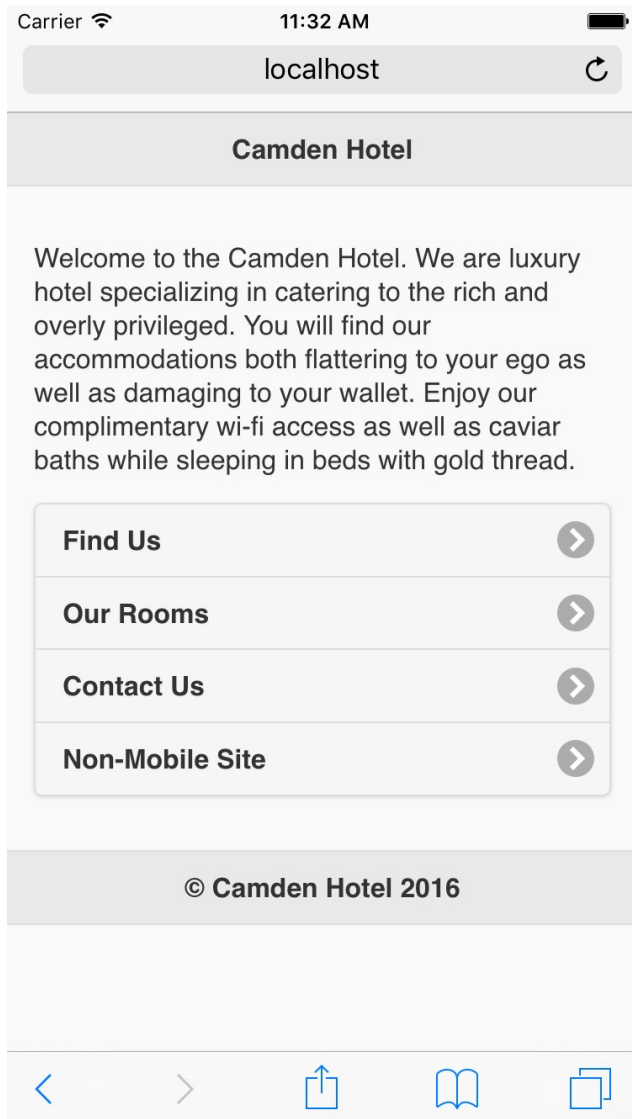 Carrier 11:32 AM
localhost
Camden Hotel
Welcome to the Camden Hotel. We are luxury
hotel specializing in catering to the rich and
overly privileged. You will find our
accommodations both flattering to your ego as
well as damaging to your wallet. Enjoy our
complimentary wi-fi access as well as caviar
baths while sleeping in beds with gold thread.
Find Us
Our Rooms
Contact Us
Non-Mobile Site
© Camden Hotel 2016